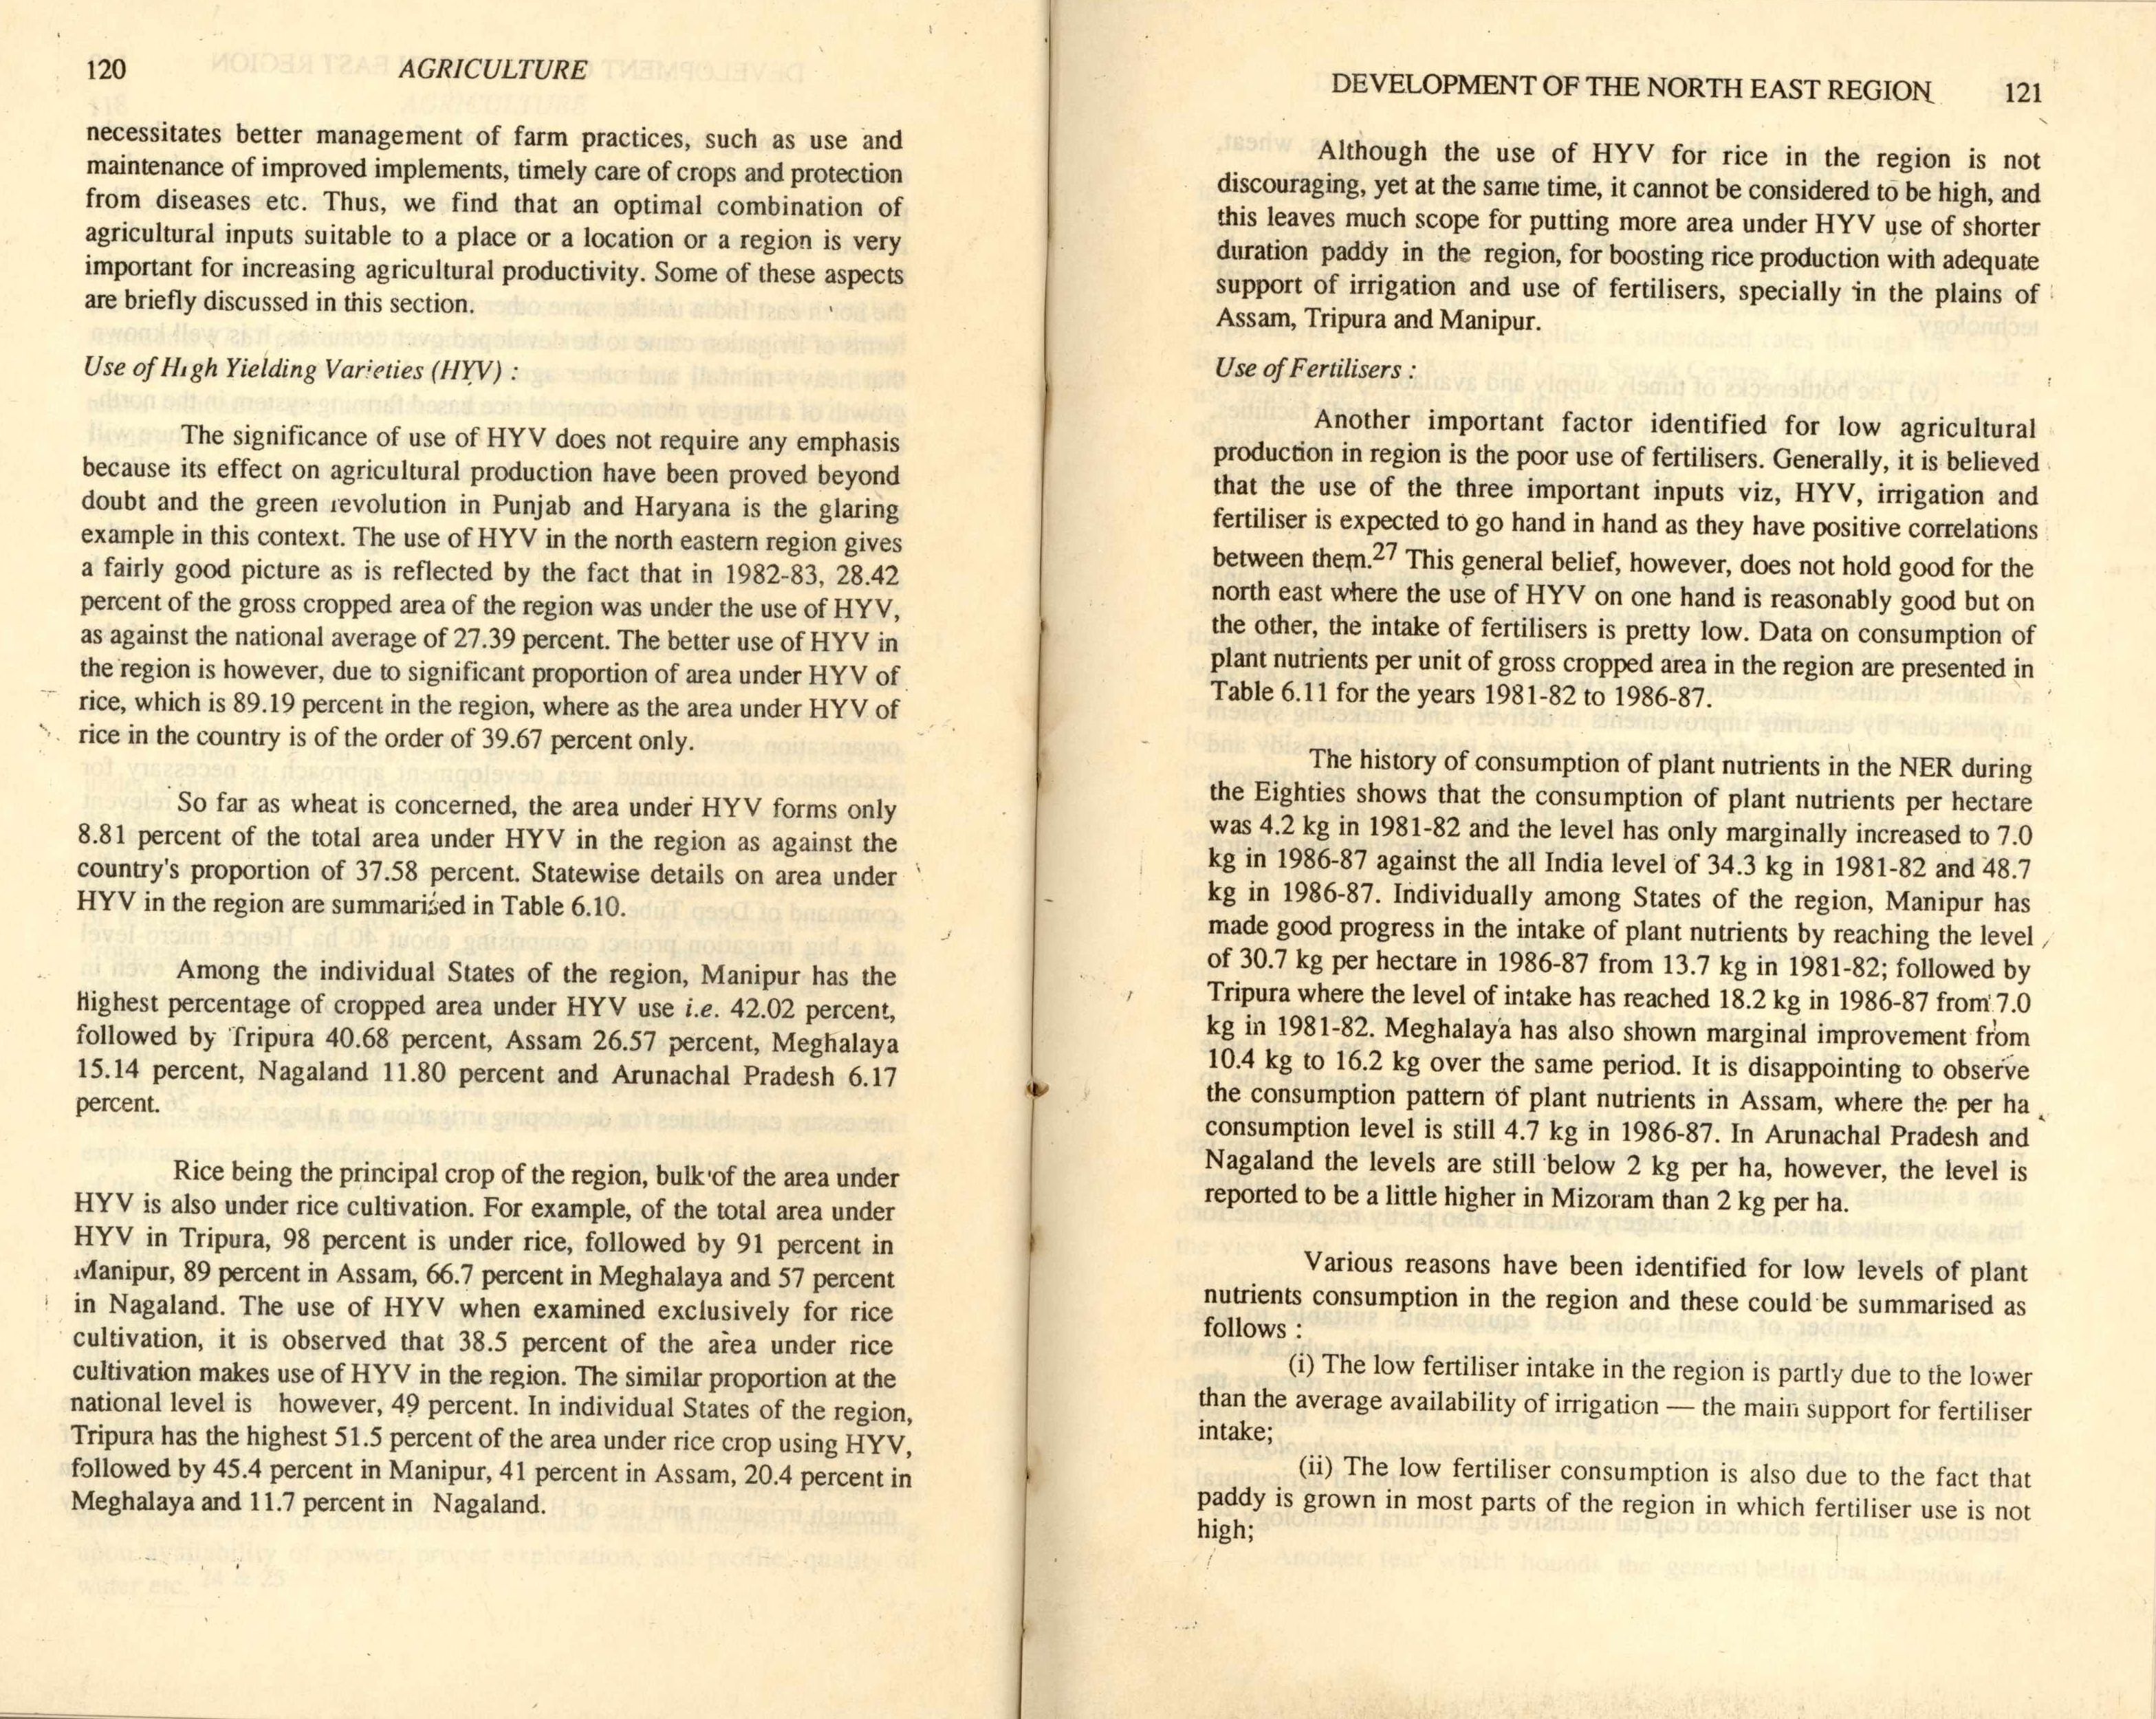 120
AGRICULTURE
necessitates better management of farm practices, such as use and
maintenance of improved implements, timely care of crops and protection
from diseases etc. Thus, we find that an optimal combination of
agricultural inputs suitable to a place or a location or a region is very
important for increasing agricultural productivity. Some of these aspects
are briefly discussed in this section.
Use of High Yielding Varieties (HYV) :
The significance of use of HYV does not require any emphasis
because its effect on agricultural production have been proved beyond
doubt and the green revolution in Punjab and Haryana is the glaring
example in this context. The use of HYV in the north eastern region gives
a fairly good picture as is reflected by the fact that in 1982-83, 28.42
percent of the gross cropped area of the region was under the use of HYV,
as against the national average of 27.39 percent. The better use of HYV in
the region is however, due to significant proportion of area under HYV of
rice, which is 89.19 percent in the region, where as the area under HYV of
rice in the country is of the order of 39.67 percent only.
So far as wheat is concerned, the area under HYV forms only
8.81 percent of the total area under HYV in the region as against the
country's proportion of 37.58 percent. Statewise details on area under
HYV in the region are summarised in Table 6.10.
Among the individual States of the region, Manipur has the
highest percentage of cropped area under HYV use i.e. 42.02 percent,
followed by Tripura 40.68 percent, Assam 26.57 percent, Meghalaya
15.14 percent, Nagaland 11.80 percent and Arunachal Pradesh 6.17
percent.
Rice being the principal crop of the region, bulk of the area under
HYV is also under rice cultivation. For example, of the total area under
HYV in Tripura, 98 percent is under rice, followed by 91 percent in
Manipur, 89 percent in Assam, 66.7 percent in Meghalaya and 57 percent
in Nagaland. The use of HYV when examined exclusively for rice
cultivation, it is observed that 38.5 percent of the area under rice
cultivation makes use of HYV in the region. The similar proportion at the
national level is however, 49 percent. In individual States of the region,
Tripura has the highest 51.5 percent of the area under rice crop using HYV,
followed by 45.4 percent in Manipur, 41 percent in Assam, 20.4 percent in
Meghalaya and 11.7 percent in Nagaland.
DEVELOPMENT OF THE NORTH EAST REGION
121
Although the use of HYV for rice in the region is not
discouraging, yet at the same time, it cannot be considered to be high, and
this leaves much scope for putting more area under HYV use of shorter
duration paddy in the region, for boosting rice production with adequate
support of irrigation and use of fertilisers, specially in the plains of
Assam, Tripura and Manipur.
Use of Fertilisers :
Another important factor identified for low agricultural
production in region is the poor use of fertilisers. Generally, it is believed
that the use of the three important inputs viz, HYV, irrigation and
fertiliser is expected to go hand in hand as they have positive correlations
between them.27 This general belief, however, does not hold good for the
north east where the use of HYV on one hand is reasonably good but on
the other, the intake of fertilisers is pretty low. Data on consumption of
plant nutrients per unit of gross cropped area in the region are presented in
Table 6.11 for the years 1981-82 to 1986-87.
The history of consumption of plant nutrients in the NER during
the Eighties shows that the consumption of plant nutrients per hectare
was 4.2 kg in 1981-82 and the level has only marginally increased to 7.0
kg in 1986-87 against the all India level of 34.3 kg in 1981-82 and 48.7
kg in 1986-87. Individually among States of the region, Manipur has
made good progress in the intake of plant nutrients by reaching the level
of 30.7 kg per hectare in 1986-87 from 13.7 kg in 1981-82; followed by
Tripura where the level of intake has reached 18.2 kg in 1986-87 from 7.0
kg in 1981-82. Meghalaya has also shown marginal improvement from
10.4 kg to 16.2 kg over the same period. It is disappointing to observe
the consumption pattern of plant nutrients in Assam, where the per ha
consumption level is still 4.7 kg in 1986-87. In Arunachal Pradesh and
Nagaland the levels are still below 2 kg per ha, however, the level is
reported to be a little higher in Mizoram than 2 kg per ha.
Various reasons have been identified for low levels of plant
nutrients consumption in the region and these could be summarised as
follows :
(i) The low fertiliser intake in the region is partly due to the lower
than the average availability of irrigation — the main support for fertiliser
intake;
(ii) The low fertiliser consumption is also due to the fact that
paddy is grown in most parts of the region in which fertiliser use is not
high;